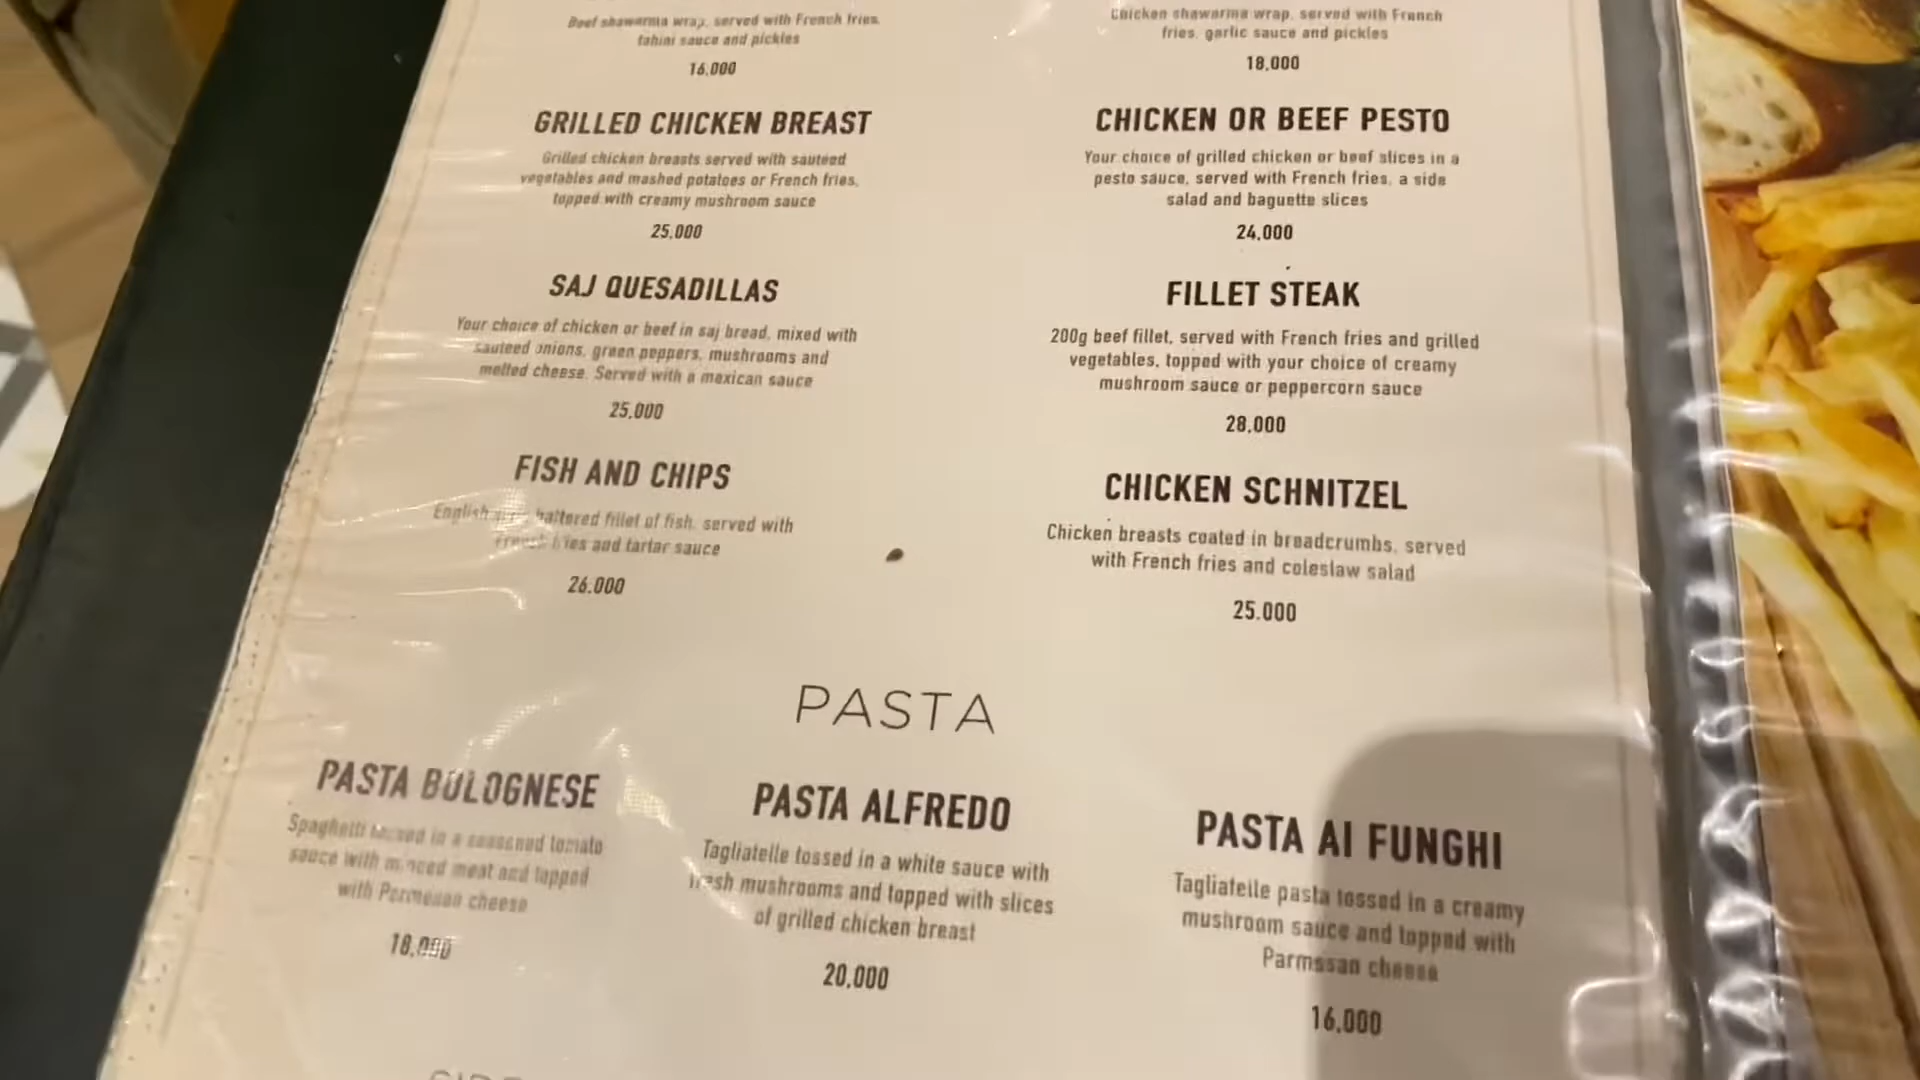 Beef shawarma wrap, served with French fries,
tahini sauce and pickles
16.000
Chicken shawarma wrap, served with French
fries, garlic sauce and pickles
18.000
GRILLED CHICKEN BREAST
Grilled chicken breasts served with sauteed
vegetables and mashed potatoes or French fries,
topped with creamy mushroom sauce
25.000
CHICKEN OR BEEF PESTO
Your choice of grilled chicken or beef slices in a
pesto sauce, served with French fries, a side
salad and baguette slices
24.000
SAJ QUESADILLAS
Your choice of chicken or beef in saj bread, mixed with
sauteed onions, green peppers, mushrooms and
melted cheese. Served with a mexican sauce
25.000
FILLET STEAK
200g beef fillet, served with French fries and grilled
vegetables, topped with your choice of creamy
mushroom sauce or peppercorn sauce
28.000
FISH AND CHIPS
English battered fillet of fish, served with
French fries and tartar sauce
26.000
CHICKEN SCHNITZEL
Chicken breasts coated in breadcrumbs, served
with French fries and coleslaw salad
25.000
PASTA
PASTA BOLOGNESE
Spaghetti tossed in a seasoned tomato
sauce with minced meat and topped
with Parmesan cheese
18.000
PASTA ALFREDO
Tagliatelle tossed in a white sauce with
fresh mushrooms and topped with slices
of grilled chicken breast
20.000
PASTA AI FUNGHI
Tagliatelle pasta tossed in a creamy
mushroom sauce and topped with
Parmesan cheese
16.000